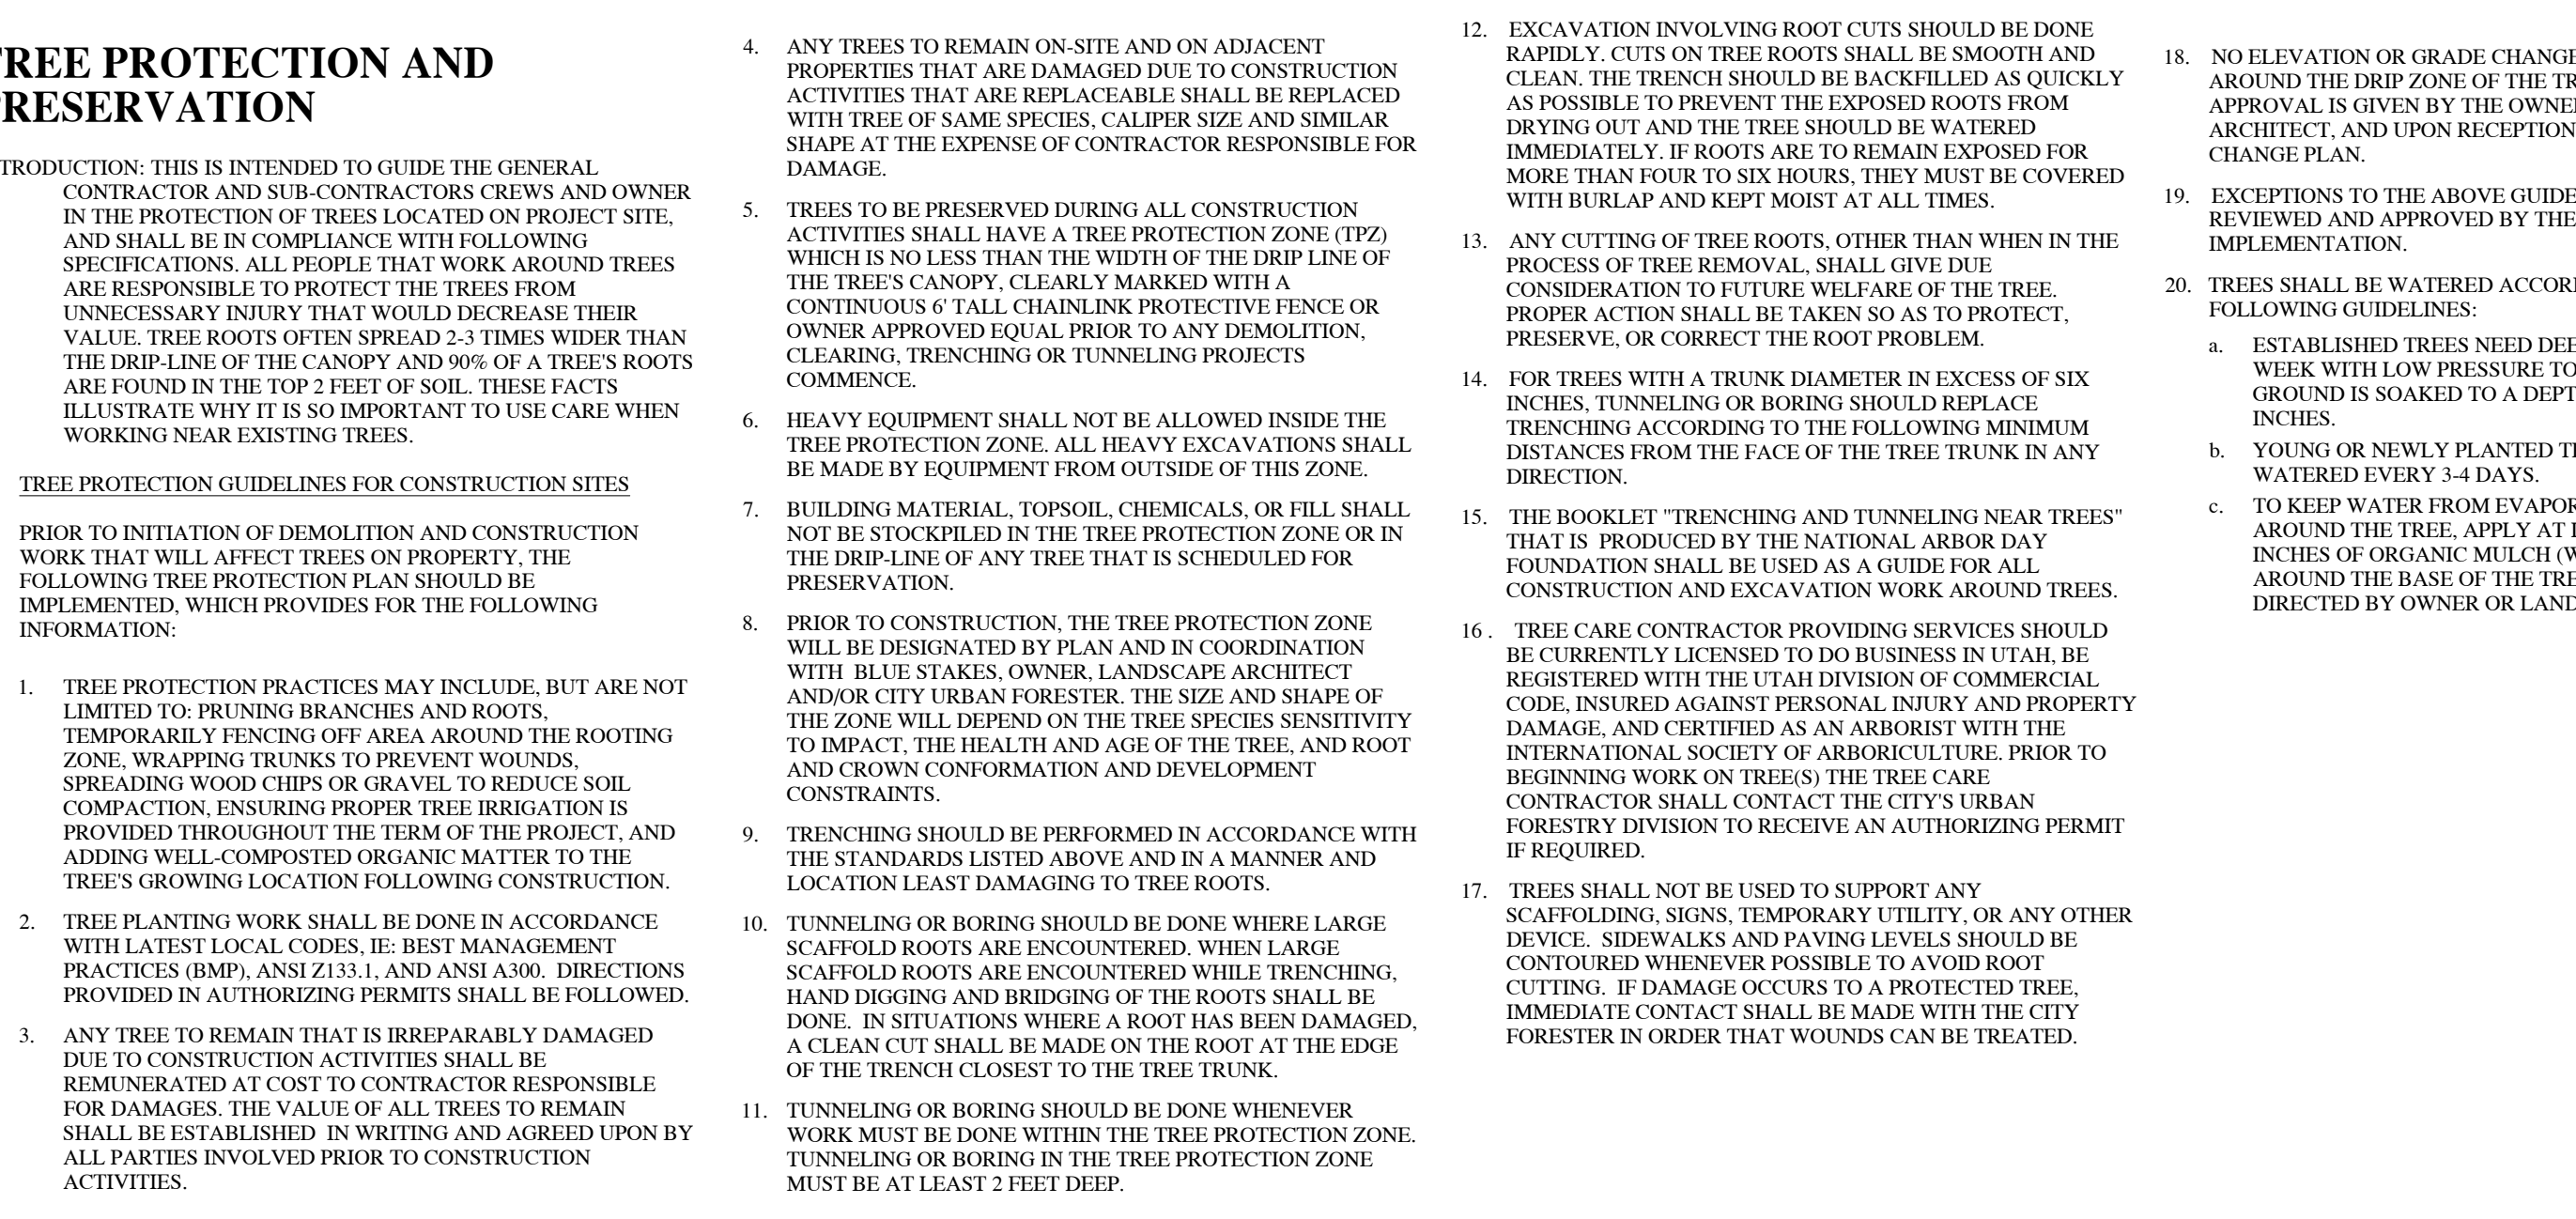 TREE PROTECTION AND
PRESERVATION
TRODUCTION: THIS IS INTENDED TO GUIDE THE GENERAL
CONTRACTOR AND SUB-CONTRACTORS CREWS AND OWNER
IN THE PROTECTION OF TREES LOCATED ON PROJECT SITE,
AND SHALL BE IN COMPLIANCE WITH FOLLOWING
SPECIFICATIONS. ALL PEOPLE THAT WORK AROUND TREES
ARE RESPONSIBLE TO PROTECT THE TREES FROM
UNNECESSARY INJURY THAT WOULD DECREASE THEIR
VALUE. TREE ROOTS OFTEN SPREAD 2-3 TIMES WIDER THAN
THE DRIP-LINE OF THE CANOPY AND 90% OF A TREE'S ROOTS
ARE FOUND IN THE TOP 2 FEET OF SOIL. THESE FACTS
ILLUSTRATE WHY IT IS SO IMPORTANT TO USE CARE WHEN
WORKING NEAR EXISTING TREES.
TREE PROTECTION GUIDELINES FOR CONSTRUCTION SITES
PRIOR TO INITIATION OF DEMOLITION AND CONSTRUCTION
WORK THAT WILL AFFECT TREES ON PROPERTY, THE
FOLLOWING TREE PROTECTION PLAN SHOULD BE
IMPLEMENTED, WHICH PROVIDES FOR THE FOLLOWING
INFORMATION:
1. TREE PROTECTION PRACTICES MAY INCLUDE, BUT ARE NOT
LIMITED TO: PRUNING BRANCHES AND ROOTS,
TEMPORARILY FENCING OFF AREA AROUND THE ROOTING
ZONE, WRAPPING TRUNKS TO PREVENT WOUNDS,
SPREADING WOOD CHIPS OR GRAVEL TO REDUCE SOIL
COMPACTION, ENSURING PROPER TREE IRRIGATION IS
PROVIDED THROUGHOUT THE TERM OF THE PROJECT, AND
ADDING WELL-COMPOSTED ORGANIC MATTER TO THE
TREE'S GROWING LOCATION FOLLOWING CONSTRUCTION.
2. TREE PLANTING WORK SHALL BE DONE IN ACCORDANCE
WITH LATEST LOCAL CODES, IE: BEST MANAGEMENT
PRACTICES (BMP), ANSI Z133.1, AND ANSI A300. DIRECTIONS
PROVIDED IN AUTHORIZING PERMITS SHALL BE FOLLOWED.
3. ANY TREE TO REMAIN THAT IS IRREPARABLY DAMAGED
DUE TO CONSTRUCTION ACTIVITIES SHALL BE
REMUNERATED AT COST TO CONTRACTOR RESPONSIBLE
FOR DAMAGES. THE VALUE OF ALL TREES TO REMAIN
SHALL BE ESTABLISHED IN WRITING AND AGREED UPON BY
ALL PARTIES INVOLVED PRIOR TO CONSTRUCTION
ACTIVITIES.
4. ANY TREES TO REMAIN ON-SITE AND ON ADJACENT
PROPERTIES THAT ARE DAMAGED DUE TO CONSTRUCTION
ACTIVITIES THAT ARE REPLACEABLE SHALL BE REPLACED
WITH TREE OF SAME SPECIES, CALIPER SIZE AND SIMILAR
SHAPE AT THE EXPENSE OF CONTRACTOR RESPONSIBLE FOR
DAMAGE.
5. TREES TO BE PRESERVED DURING ALL CONSTRUCTION
ACTIVITIES SHALL HAVE A TREE PROTECTION ZONE (TPZ)
WHICH IS NO LESS THAN THE WIDTH OF THE DRIP LINE OF
THE TREE'S CANOPY, CLEARLY MARKED WITH A
CONTINUOUS 6' TALL CHAINLINK PROTECTIVE FENCE OR
OWNER APPROVED EQUAL PRIOR TO ANY DEMOLITION,
CLEARING, TRENCHING OR TUNNELING PROJECTS
COMMENCE.
6. HEAVY EQUIPMENT SHALL NOT BE ALLOWED INSIDE THE
TREE PROTECTION ZONE. ALL HEAVY EXCAVATIONS SHALL
BE MADE BY EQUIPMENT FROM OUTSIDE OF THIS ZONE.
7. BUILDING MATERIAL, TOPSOIL, CHEMICALS, OR FILL SHALL
NOT BE STOCKPILED IN THE TREE PROTECTION ZONE OR IN
THE DRIP-LINE OF ANY TREE THAT IS SCHEDULED FOR
PRESERVATION.
8. PRIOR TO CONSTRUCTION, THE TREE PROTECTION ZONE
WILL BE DESIGNATED BY PLAN AND IN COORDINATION
WITH BLUE STAKES, OWNER, LANDSCAPE ARCHITECT
AND/OR CITY URBAN FORESTER. THE SIZE AND SHAPE OF
THE ZONE WILL DEPEND ON THE TREE SPECIES SENSITIVITY
TO IMPACT, THE HEALTH AND AGE OF THE TREE, AND ROOT
AND CROWN CONFORMATION AND DEVELOPMENT
CONSTRAINTS.
9. TRENCHING SHOULD BE PERFORMED IN ACCORDANCE WITH
THE STANDARDS LISTED ABOVE AND IN A MANNER AND
LOCATION LEAST DAMAGING TO TREE ROOTS.
10. TUNNELING OR BORING SHOULD BE DONE WHERE LARGE
SCAFFOLD ROOTS ARE ENCOUNTERED. WHEN LARGE
SCAFFOLD ROOTS ARE ENCOUNTERED WHILE TRENCHING,
HAND DIGGING AND BRIDGING OF THE ROOTS SHALL BE
DONE. IN SITUATIONS WHERE A ROOT HAS BEEN DAMAGED,
A CLEAN CUT SHALL BE MADE ON THE ROOT AT THE EDGE
OF THE TRENCH CLOSEST TO THE TREE TRUNK.
11. TUNNELING OR BORING SHOULD BE DONE WHENEVER
WORK MUST BE DONE WITHIN THE TREE PROTECTION ZONE.
TUNNELING OR BORING IN THE TREE PROTECTION ZONE
MUST BE AT LEAST 2 FEET DEEP.
12. EXCAVATION INVOLVING ROOT CUTS SHOULD BE DONE
RAPIDLY. CUTS ON TREE ROOTS SHALL BE SMOOTH AND
CLEAN. THE TRENCH SHOULD BE BACKFILLED AS QUICKLY
AS POSSIBLE TO PREVENT THE EXPOSED ROOTS FROM
DRYING OUT AND THE TREE SHOULD BE WATERED
IMMEDIATELY. IF ROOTS ARE TO REMAIN EXPOSED FOR
MORE THAN FOUR TO SIX HOURS, THEY MUST BE COVERED
WITH BURLAP AND KEPT MOIST AT ALL TIMES.
13. ANY CUTTING OF TREE ROOTS, OTHER THAN WHEN IN THE
PROCESS OF TREE REMOVAL, SHALL GIVE DUE
CONSIDERATION TO FUTURE WELFARE OF THE TREE.
PROPER ACTION SHALL BE TAKEN SO AS TO PROTECT,
PRESERVE, OR CORRECT THE ROOT PROBLEM.
14. FOR TREES WITH A TRUNK DIAMETER IN EXCESS OF SIX
INCHES, TUNNELING OR BORING SHOULD REPLACE
TRENCHING ACCORDING TO THE FOLLOWING MINIMUM
DISTANCES FROM THE FACE OF THE TREE TRUNK IN ANY
DIRECTION.
15. THE BOOKLET "TRENCHING AND TUNNELING NEAR TREES"
THAT IS PRODUCED BY THE NATIONAL ARBOR DAY
FOUNDATION SHALL BE USED AS A GUIDE FOR ALL
CONSTRUCTION AND EXCAVATION WORK AROUND TREES.
16 . TREE CARE CONTRACTOR PROVIDING SERVICES SHOULD
BE CURRENTLY LICENSED TO DO BUSINESS IN UTAH, BE
REGISTERED WITH THE UTAH DIVISION OF COMMERCIAL
CODE, INSURED AGAINST PERSONAL INJURY AND PROPERTY
DAMAGE, AND CERTIFIED AS AN ARBORIST WITH THE
INTERNATIONAL SOCIETY OF ARBORICULTURE. PRIOR TO
BEGINNING WORK ON TREE(S) THE TREE CARE
CONTRACTOR SHALL CONTACT THE CITY'S URBAN
FORESTRY DIVISION TO RECEIVE AN AUTHORIZING PERMIT
IF REQUIRED.
17. TREES SHALL NOT BE USED TO SUPPORT ANY
SCAFFOLDING, SIGNS, TEMPORARY UTILITY, OR ANY OTHER
DEVICE. SIDEWALKS AND PAVING LEVELS SHOULD BE
CONTOURED WHENEVER POSSIBLE TO AVOID ROOT
CUTTING. IF DAMAGE OCCURS TO A PROTECTED TREE,
IMMEDIATE CONTACT SHALL BE MADE WITH THE CITY
FORESTER IN ORDER THAT WOUNDS CAN BE TREATED.
18. NO ELEVATION OR GRADE CHANGE
AROUND THE DRIP ZONE OF THE
APPROVAL IS GIVEN BY THE
ARCHITECT, AND UPON RECEPTION
CHANGE PLAN.
19. EXCEPTIONS TO THE ABOVE
REVIEWED AND APPROVED BY THE
IMPLEMENTATION.
20. TREES SHALL BE WATERED
FOLLOWING GUIDELINES:
a. ESTABLISHED TREES NEED
WEEK WITH LOW PRESSURE TO
GROUND IS SOAKED TO A
INCHES.
b. YOUNG OR NEWLY PLANTED
WATERED EVERY 3-4 DAYS.
c. TO KEEP WATER FROM
AROUND THE TREE, APPLY AT
INCHES OF ORGANIC MULCH
AROUND THE BASE OF THE
DIRECTED BY OWNER OR